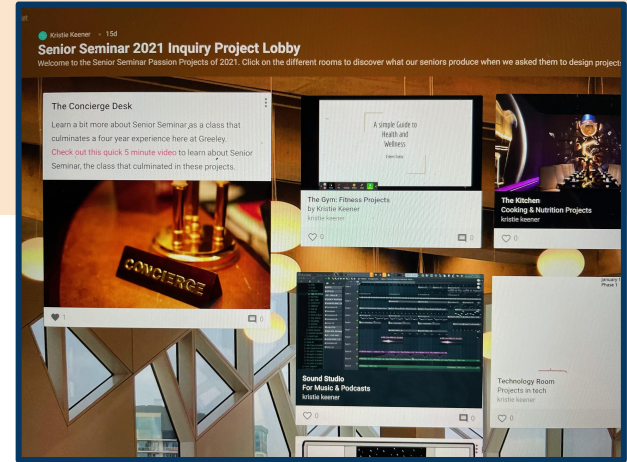 Kristie Keener • 15d
Senior Seminar 2021 Inquiry Project Lobby
Welcome to the Senior Seminar Passion Projects of 2021. Click on the different rooms to discover what our seniors produce when we asked them to design projects
The Concierge Desk
Learn a bit more about Senior Seminar as a class that
culminates a four year experience here at Greeley.
Check out this quick 5 minute video to learn about Senior
Seminar, the class that culminated in these projects.
CONCIERGE
1
0
A simple Guide to
Health and
Wellness
The Gym: Fitness Projects
by Kristie Keener
kristie keener
0
0
The Kitchen
Cooking & Nutrition Projects
kristie keener
0
Sound Studio
For Music & Podcasts
kristie keener
0
0
January
Phase 1
Technology Room
Projects in tech
kristie keener
0